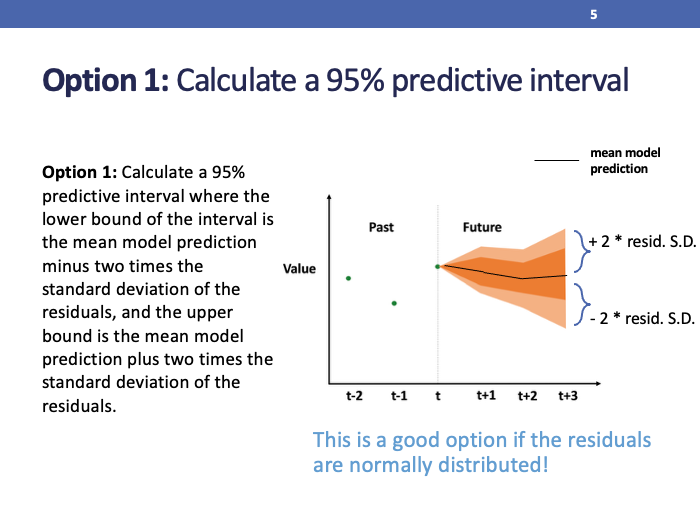 5
Option 1: Calculate a 95% predictive interval
Option 1: Calculate a 95%
predictive interval where the
lower bound of the interval is
the mean model prediction
minus two times the
standard deviation of the
residuals, and the upper
bound is the mean model
prediction plus two times the
standard deviation of the
residuals.
mean model
prediction
Past
Future
Value
+ 2 * resid. S.D.
- 2 * resid. S.D.
t-2
t-1
t
t+1
t+2
t+3
This is a good option if the residuals
are normally distributed!